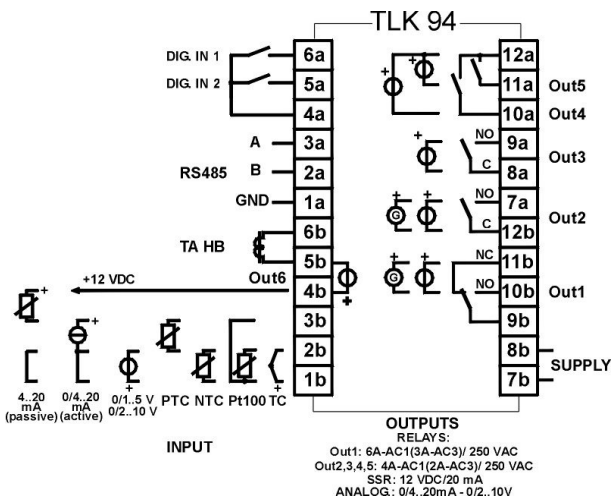 TLK 94
DIG. IN 1
6a
12a
DIG. IN 2
5a
11a
Out5
4a
10a
Out4
A
3a
NO
9a
RS485
B
2a
C
8a
Out3
GND
1a
NO
7a
TA HB
6b
C
12b
Out2
Out6
5b
NC
11b
+12 VDC
4b
NO
10b
Out1
3b
9b
2b
8b
SUPPLY
1b
7b
G
G
4..20 mA (passive)
0/4..20 mA (active)
0/1..5 V
0/2..10 V
PTC
NTC
Pt100
TC
INPUT
OUTPUTS
RELAYS:
Out1: 6A-AC1(3A-AC3)/ 250 VAC
Out2,3,4,5: 4A-AC1(2A-AC3)/ 250 VAC
SSR: 12 VDC/20 mA
ANALOG.: 0/4..20mA - 0/2..10V